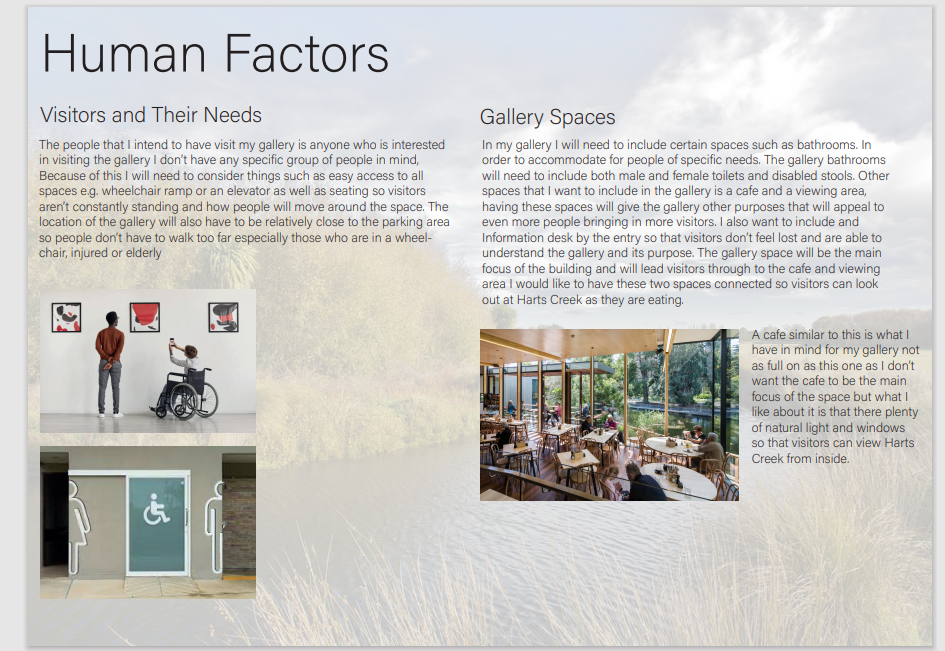 Human Factors
Visitors and Their Needs
The people that I intend to have visit my gallery is anyone who is interested
in visiting the gallery I don't have any specific group of people in mind,
Because of this I will need to consider things such as easy access to all
spaces e.g. wheelchair ramp or an elevator as well as seating so visitors
aren't constantly standing and how people will move around the space. The
location of the gallery will also have to be relatively close to the parking area
so people don't have to walk too far especially those who are in a wheel-
chair, injured or elderly
Gallery Spaces
In my gallery I will need to include certain spaces such as bathrooms. In
order to accommodate for people of specific needs. The gallery bathrooms
will need to include both male and female toilets and disabled stools. Other
spaces that I want to include in the gallery is a cafe and a viewing area,
having these spaces will give the gallery other purposes that will appeal to
even more people bringing in more visitors. I also want to include and
Information desk by the entry so that visitors don't feel lost and are able to
understand the gallery and its purpose. The gallery space will be the main
focus of the building and will lead visitors through to the cafe and viewing
area I would like to have these two spaces connected so visitors can look
out at Harts Creek as they are eating.
A cafe similar to this is what I
have in mind for my gallery not
as full on as this one as I don't
want the cafe to be the main
focus of the space but what I
like about it is that there plenty
of natural light and windows
so that visitors can view Harts
Creek from inside.